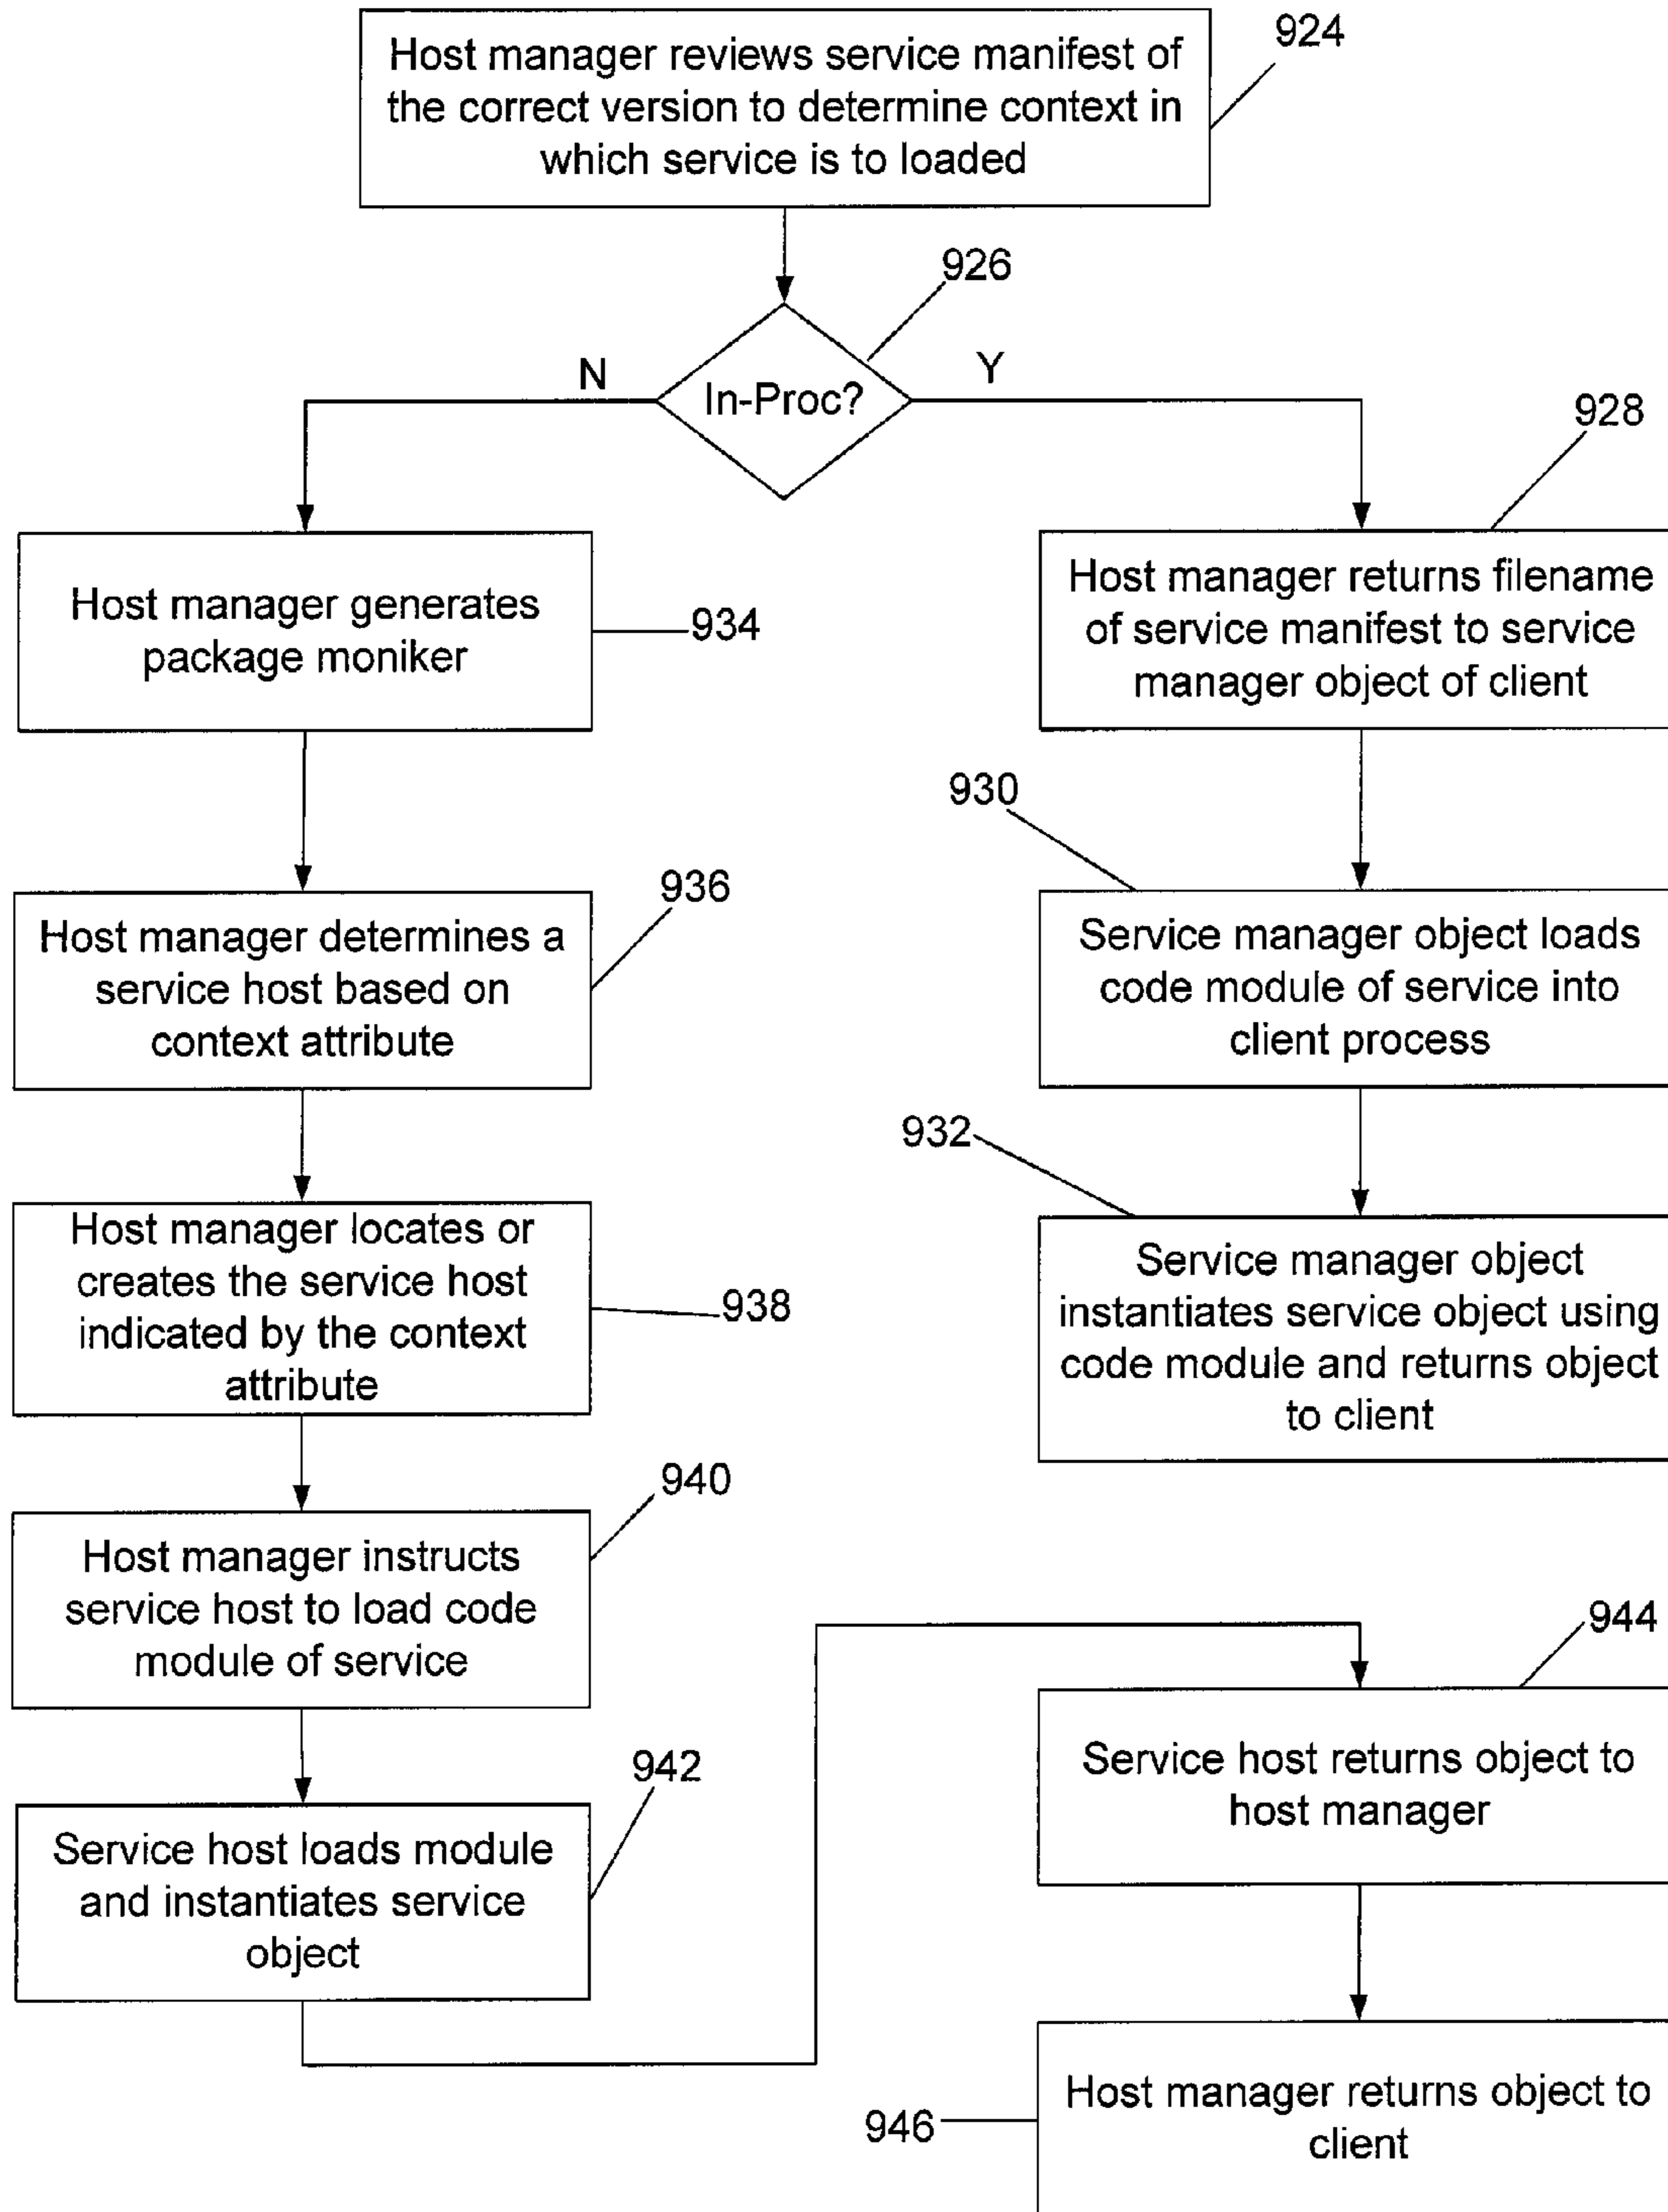 Host manager reviews service manifest of
the correct version to determine context in
which service is to loaded
924
926
In-Proc?
N
Y
928
Host manager returns filename
of service manifest to service
manager object of client
Host manager generates
package moniker
934
930
Service manager object loads
code module of service into
client process
936
Host manager determines a
service host based on
context attribute
932
Service manager object
instantiates service object using
code module and returns object
to client
Host manager locates or
creates the service host
indicated by the context
attribute
938
940
Host manager instructs
service host to load code
module of service
942
Service host loads module
and instantiates service
object
944
Service host returns object to
host manager
946
Host manager returns object to
client